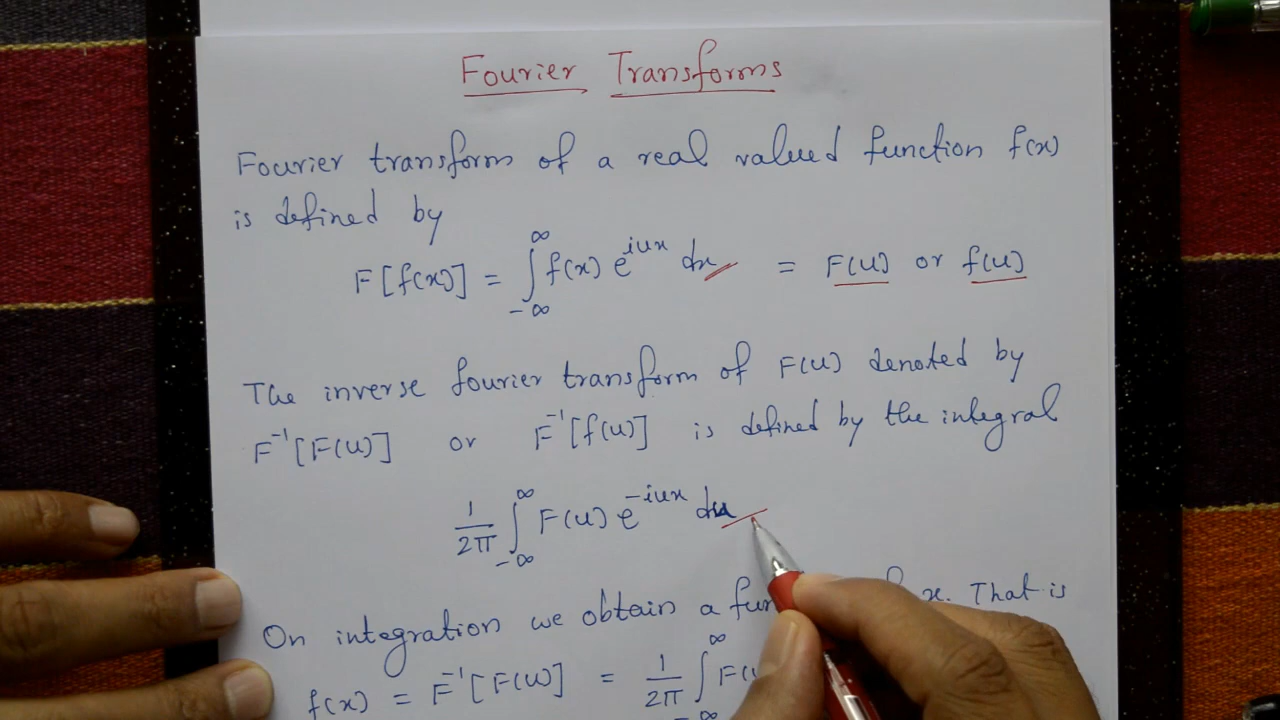 Fourier Transforms
Fourier transform of a real valued function f(x)
is defined by
F[f(x)] = ∫_{-∞}^{∞} f(x) e^{iux} dx = F(u) or f(u)
The inverse fourier transform of F(u) denoted by
F^{-1}[F(u)] or F^{-1}[f(u)] is defined by the integral
1/2π ∫_{-∞}^{∞} F(u) e^{-iux} du
On integration we obtain a x. That is
f(x) = F^{-1}[F(u)] = 1/2π ∫_{-∞}^{∞}